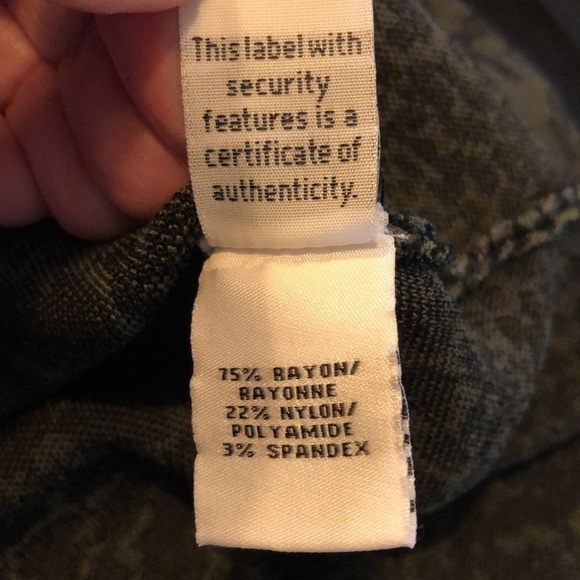 This label with
security
features is a
certificate of
authenticity.
75% RAYON/
RAYONNE
22% NYLON/
POLYAMIDE
3% SPANDEX